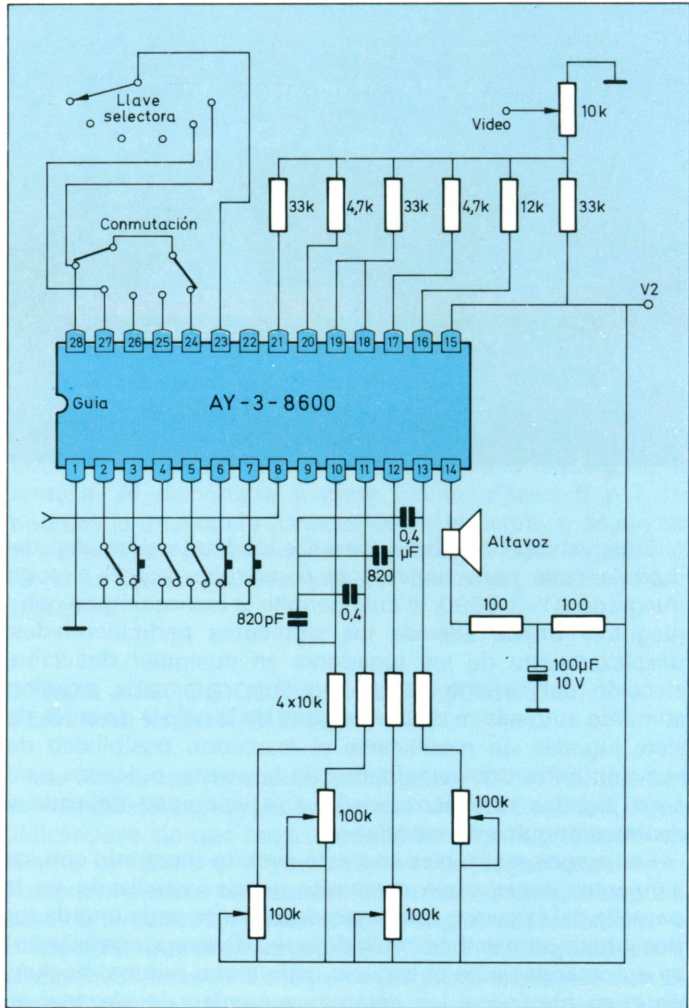 Llave
selectora
Video
10k
33k
4,7k
33k
4,7k
12k
33k
Conmutación
V2
28 27 26 25 24 23 22 21 20 19 18 17 16 15
Guia
AY-3-8600
1 2 3 4 5 6 7 8 9 10 11 12 13 14
0,4
µF
Altavoz
820
820pF
0,4
100
100
100µF
10V
4x10k
100k
100k
100k
100k